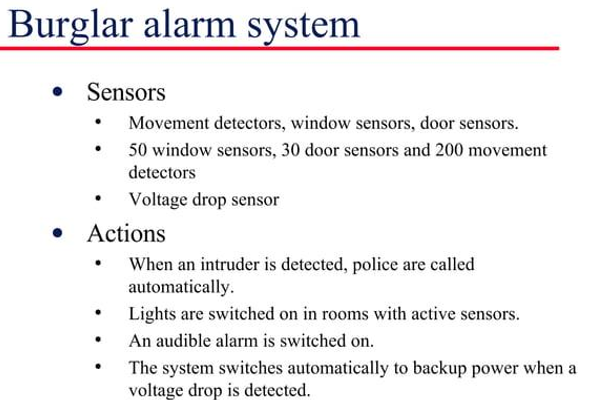 Burglar alarm system
• Sensors
• Movement detectors, window sensors, door sensors.
• 50 window sensors, 30 door sensors and 200 movement
detectors
• Voltage drop sensor
• Actions
• When an intruder is detected, police are called
automatically.
• Lights are switched on in rooms with active sensors.
• An audible alarm is switched on.
• The system switches automatically to backup power when a
voltage drop is detected.